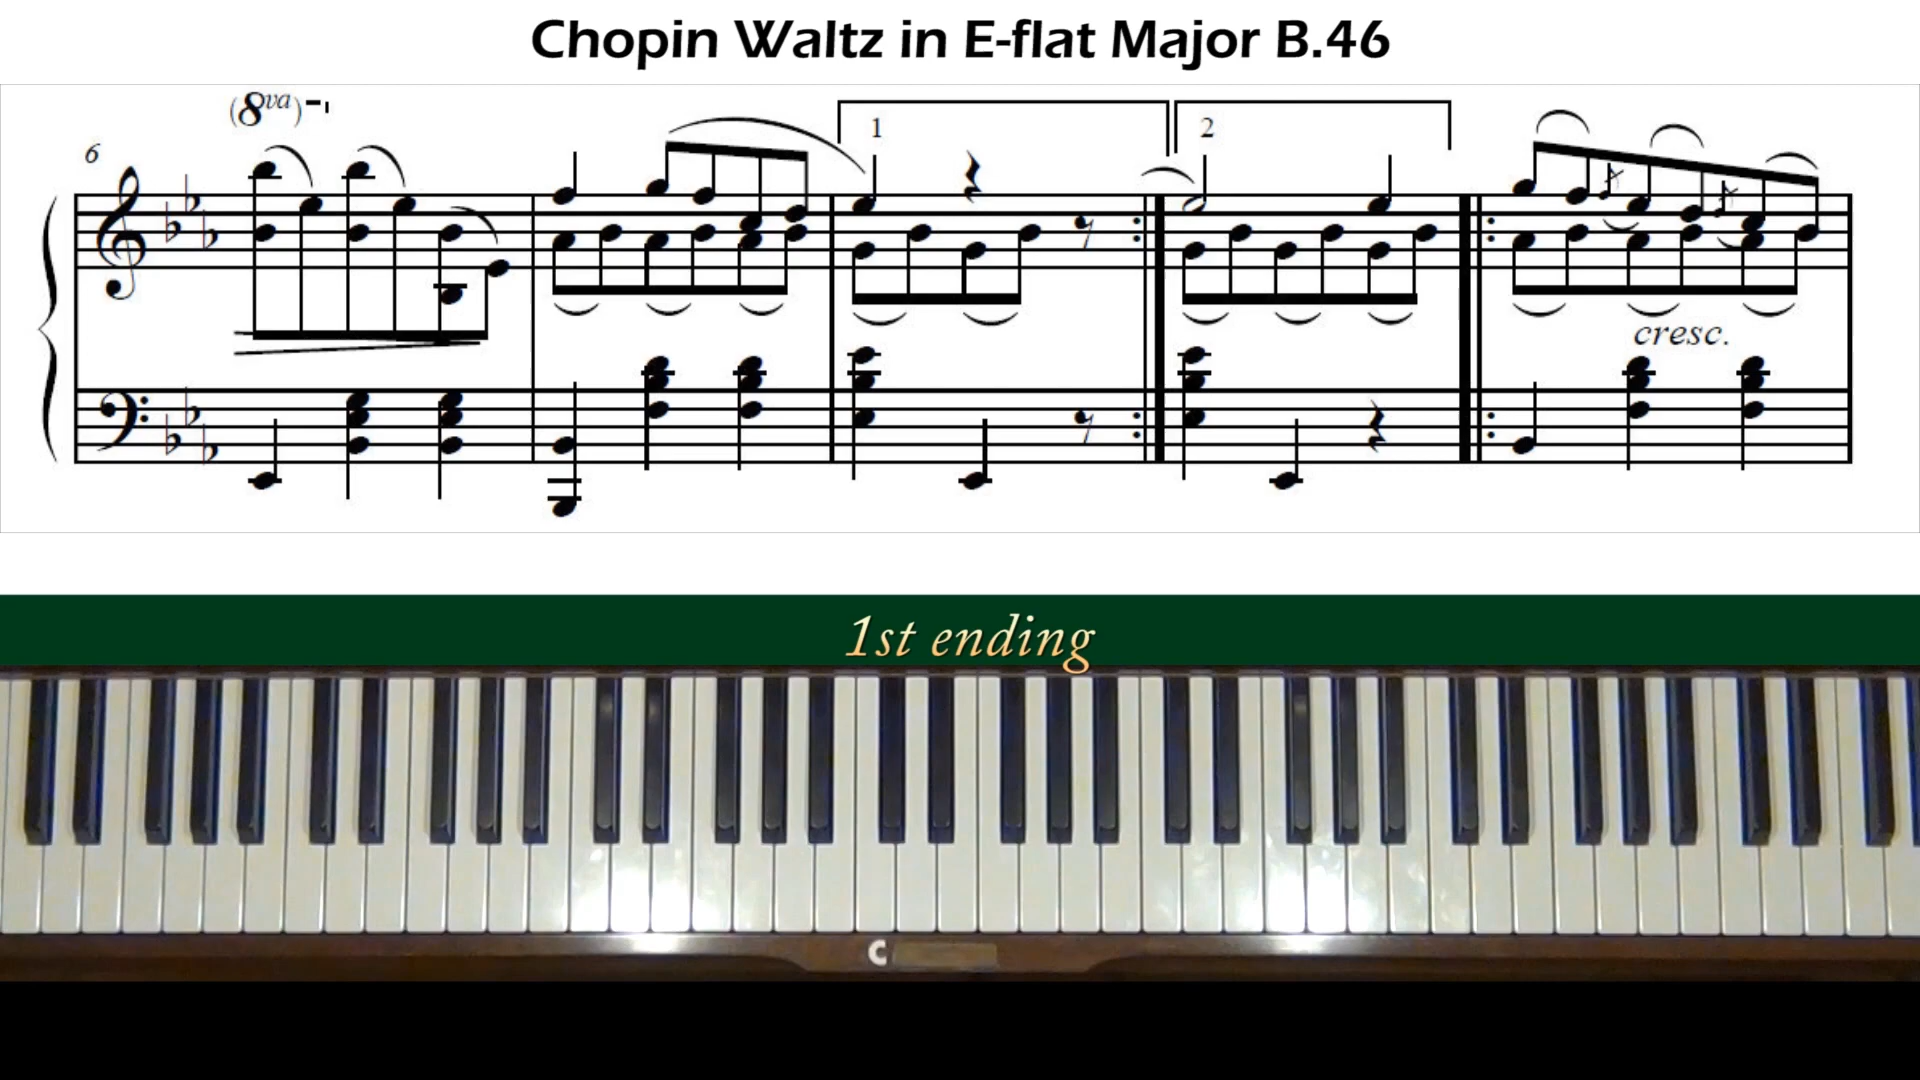 Chopin Waltz in E-flat Major B.46
(8va)
6
1
2
cresc.
1st ending
C